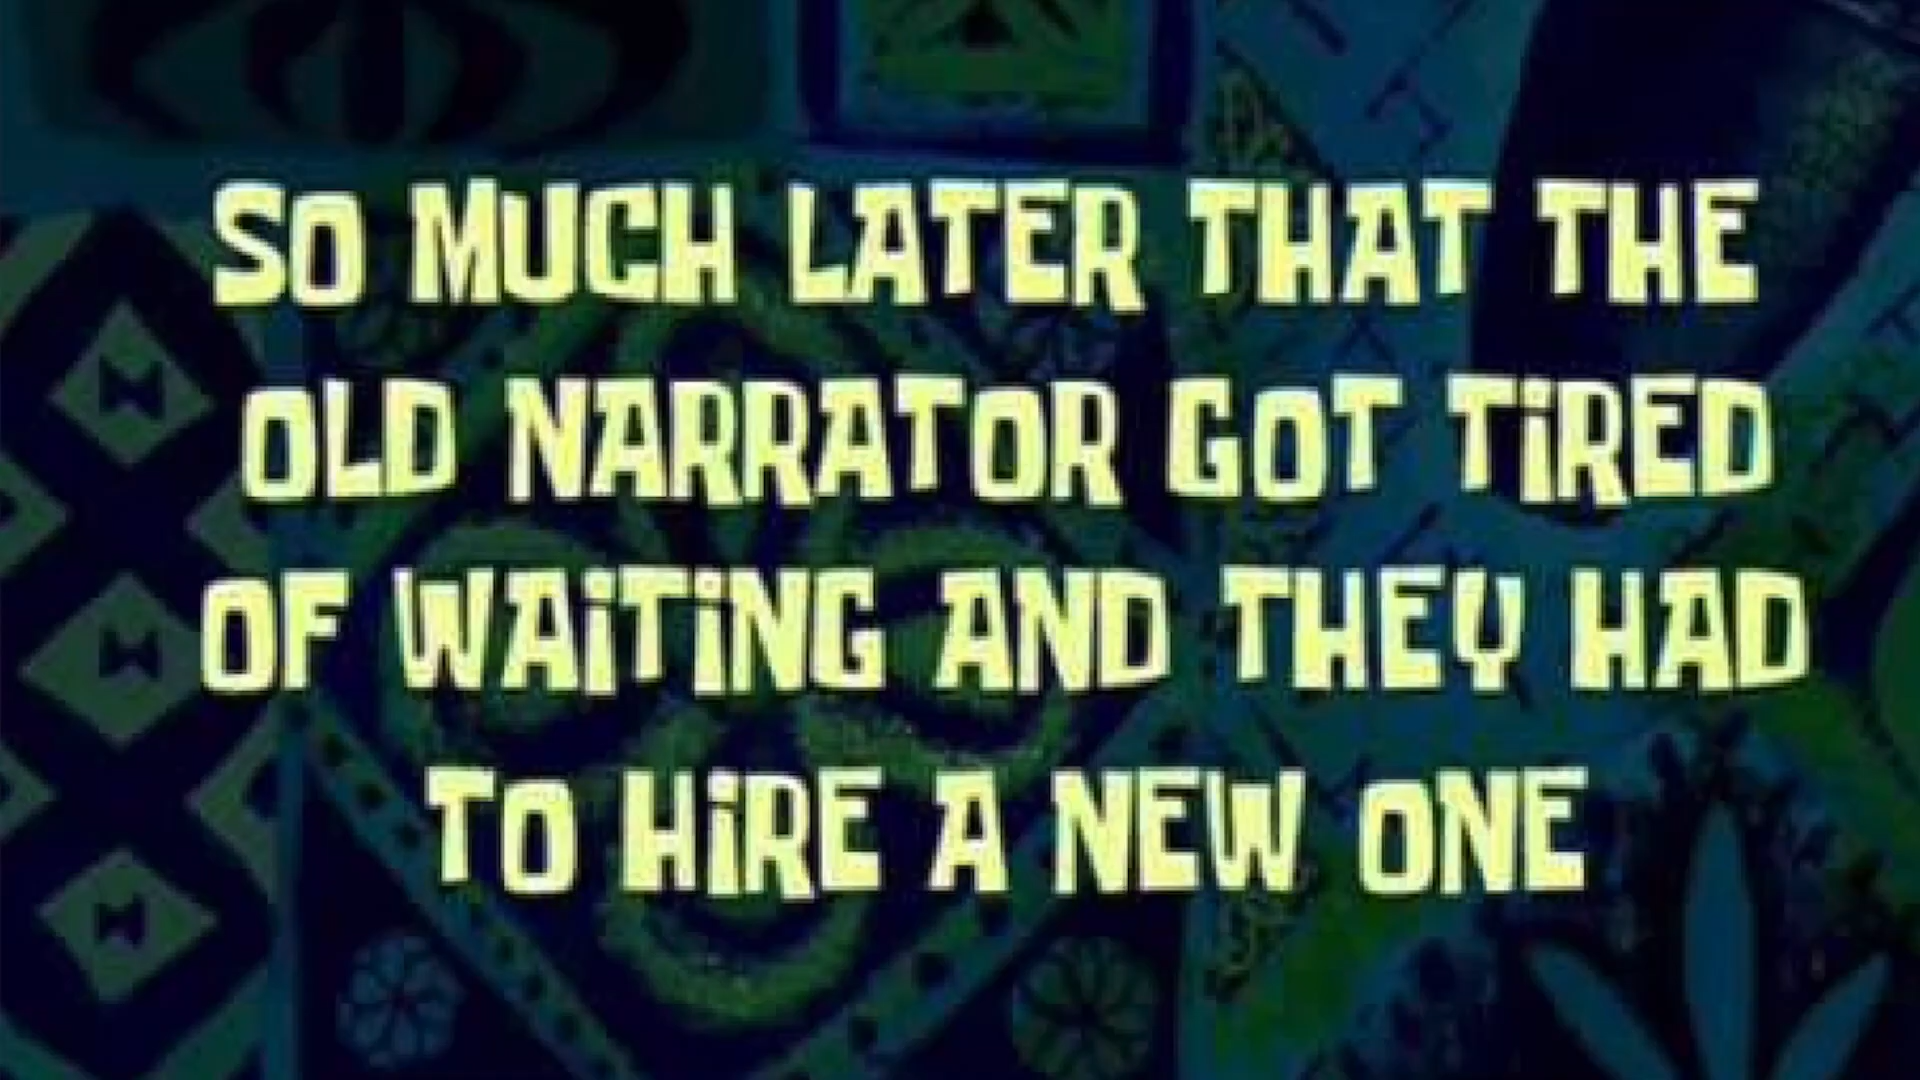 SO MUCH LATER THAT THE
OLD NARRATOR GOT TiRED
OF WAiTiNG AND THEY HAD
TO HiRE A NEW ONE